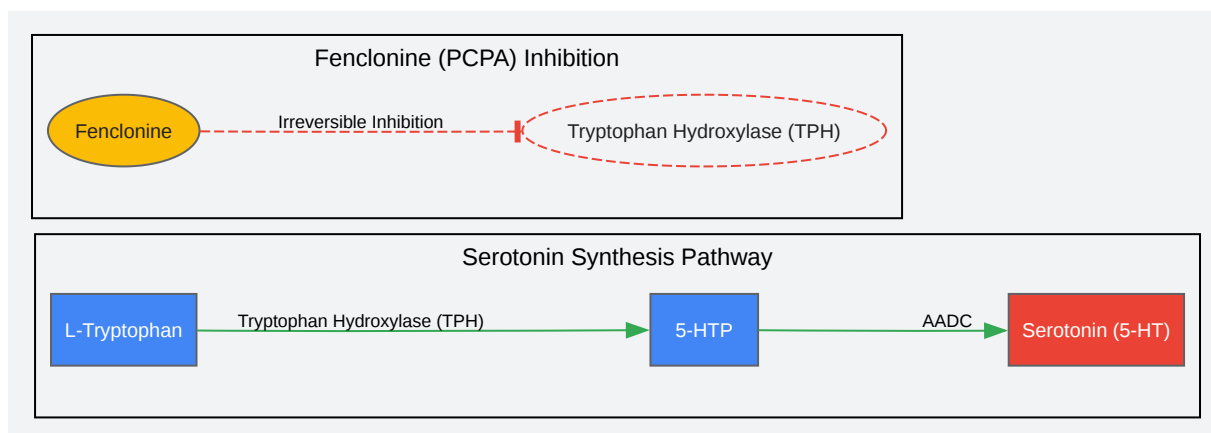 Fenclonine (PCPA) Inhibition
Fenclonine
Irreversible Inhibition
Tryptophan Hydroxylase (TPH)
Serotonin Synthesis Pathway
L-Tryptophan
Tryptophan Hydroxylase (TPH)
5-HTP
AADC
Serotonin (5-HT)